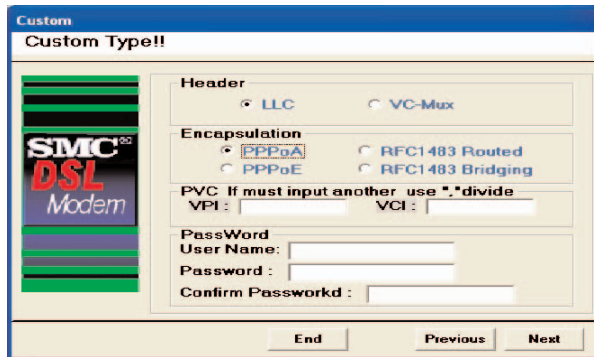 Custom
Custom Type!!
SMC®
DSL
Modem
Header
LLC VC-Mux
Encapsulation
PPPoA RFC1483 Routed
PPPoE RFC1483 Bridging
PVC If must input another use ","divide
VPI : VCI :
PassWord
User Name:
Password :
Confirm Passworkd :
End Previous Next